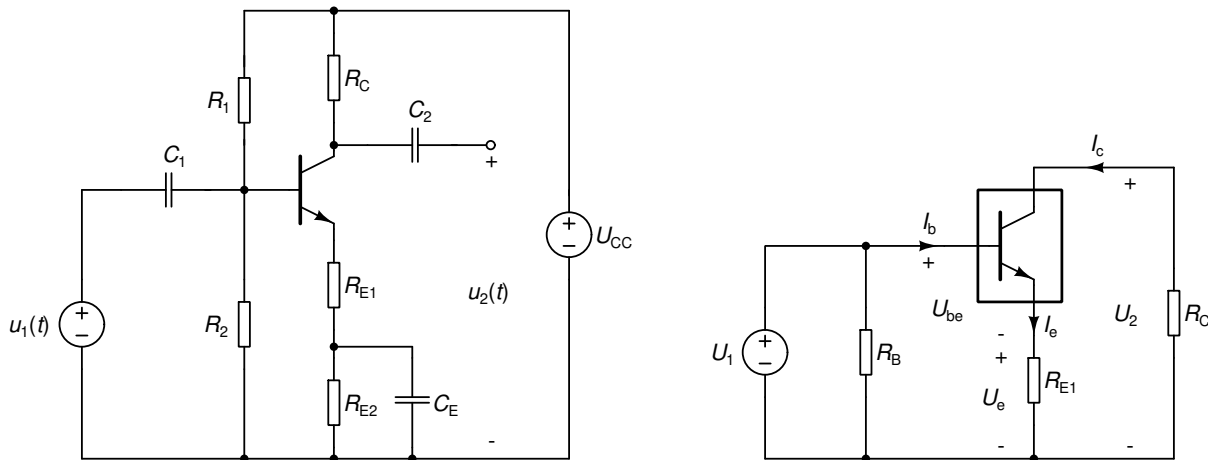 R1
RC
C2
C1
+
+
−
UCC
u1(t)
+
−
R2
RE1
u2(t)
RE2
CE
-
Ic
+
Ib
+
Ube
-
Ie
U2
RC
U1
+
−
RB
+
Ue
RE1
-
-